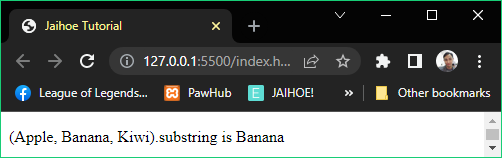 Jaihoe Tutorial
127.0.0.1:5500/index.h...
League of Legends... PawHub JAIHOE! » Other bookmarks
(Apple, Banana, Kiwi).substring is Banana